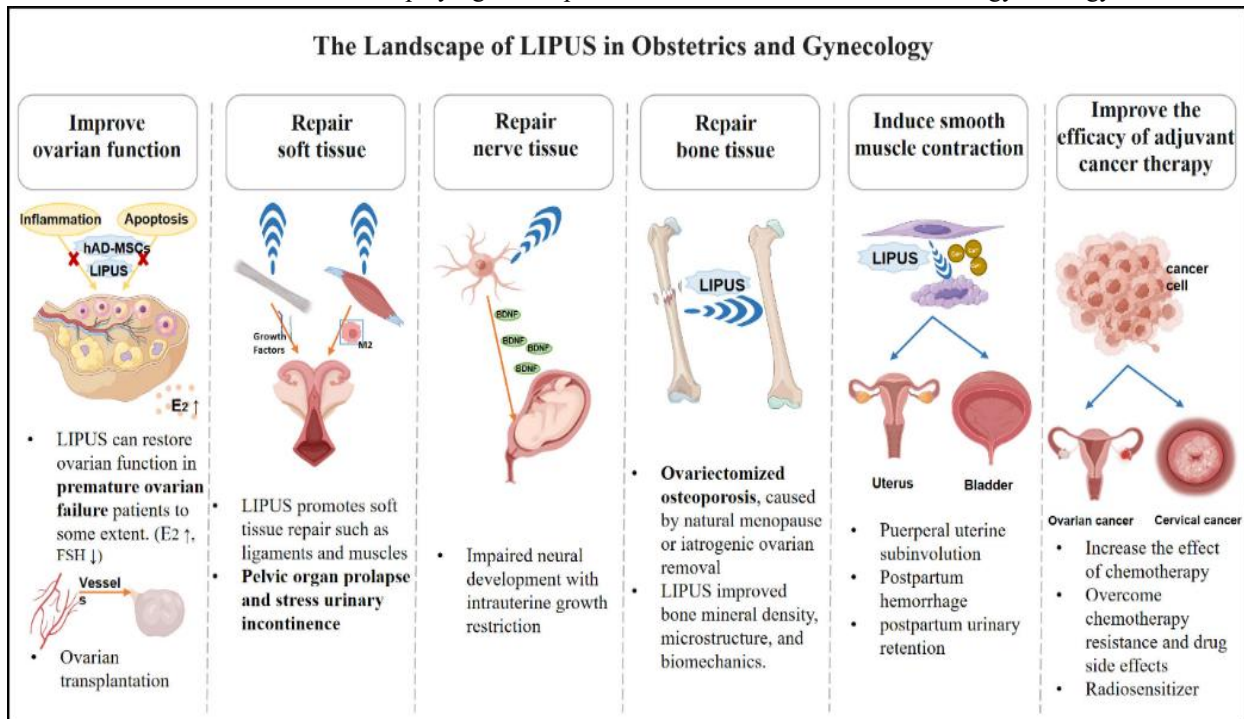 The Landscape of LIPUS in Obstetrics and Gynecology
Improve
ovarian function
Inflammation
Apoptosis
hAD-MSCs
LIPUS
E2 ↑
• LIPUS can restore
ovarian function in
premature ovarian
failure patients to
some extent. (E2 ↑,
FSH ↓)
Vessel
s
• Ovarian
transplantation
Repair
soft tissue
Growth
Factors
M2
• LIPUS promotes soft
tissue repair such as
ligaments and muscles
• Pelvic organ prolapse
and stress urinary
incontinence
Repair
nerve tissue
BDNF
BDNF
BDNF
BDNF
BDNF
• Impaired neural
development with
intrauterine growth
restriction
Repair
bone tissue
LIPUS
• Ovariectomized
osteoporosis, caused
by natural menopause
or iatrogenic ovarian
removal
• LIPUS improved
bone mineral density,
microstructure, and
biomechanics.
Induce smooth
muscle contraction
LIPUS
Uterus
Bladder
• Puerperal uterine
subinvolution
• Postpartum
hemorrhage
• postpartum urinary
retention
Improve the
efficacy of adjuvant
cancer therapy
cancer
cell
Ovarian cancer
Cervical cancer
• Increase the effect
of chemotherapy
• Overcome
chemotherapy
resistance and drug
side effects
• Radiosensitizer